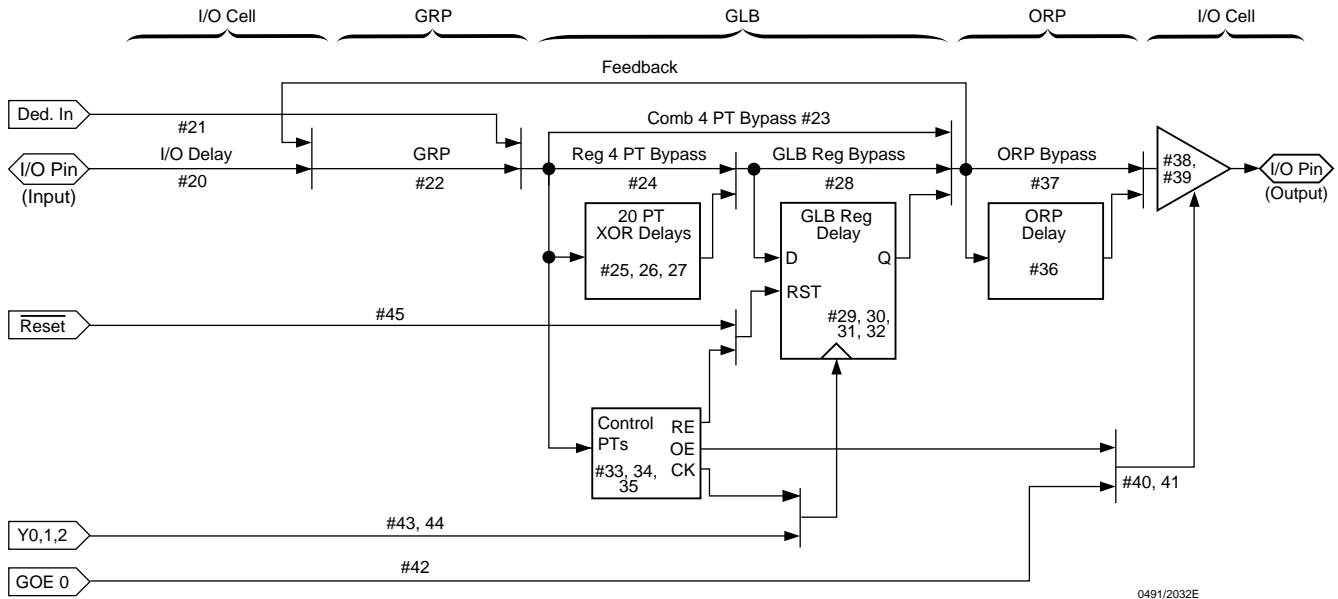 I/O Cell
GRP
GLB
ORP
I/O Cell
Feedback
Ded. In
#21
Comb 4 PT Bypass #23
I/O Pin
(Input)
I/O Delay
#20
GRP
#22
Reg 4 PT Bypass
#24
GLB Reg Bypass
#28
ORP Bypass
#37
#38,
#39
I/O Pin
(Output)
20 PT
XOR Delays
#25, 26, 27
GLB Reg
Delay
D
Q
RST
#29, 30,
31, 32
ORP
Delay
#36
Reset
#45
Control
PTs
#33, 34,
35
RE
OE
CK
#40, 41
Y0,1,2
#43, 44
GOE 0
#42
0491/2032E